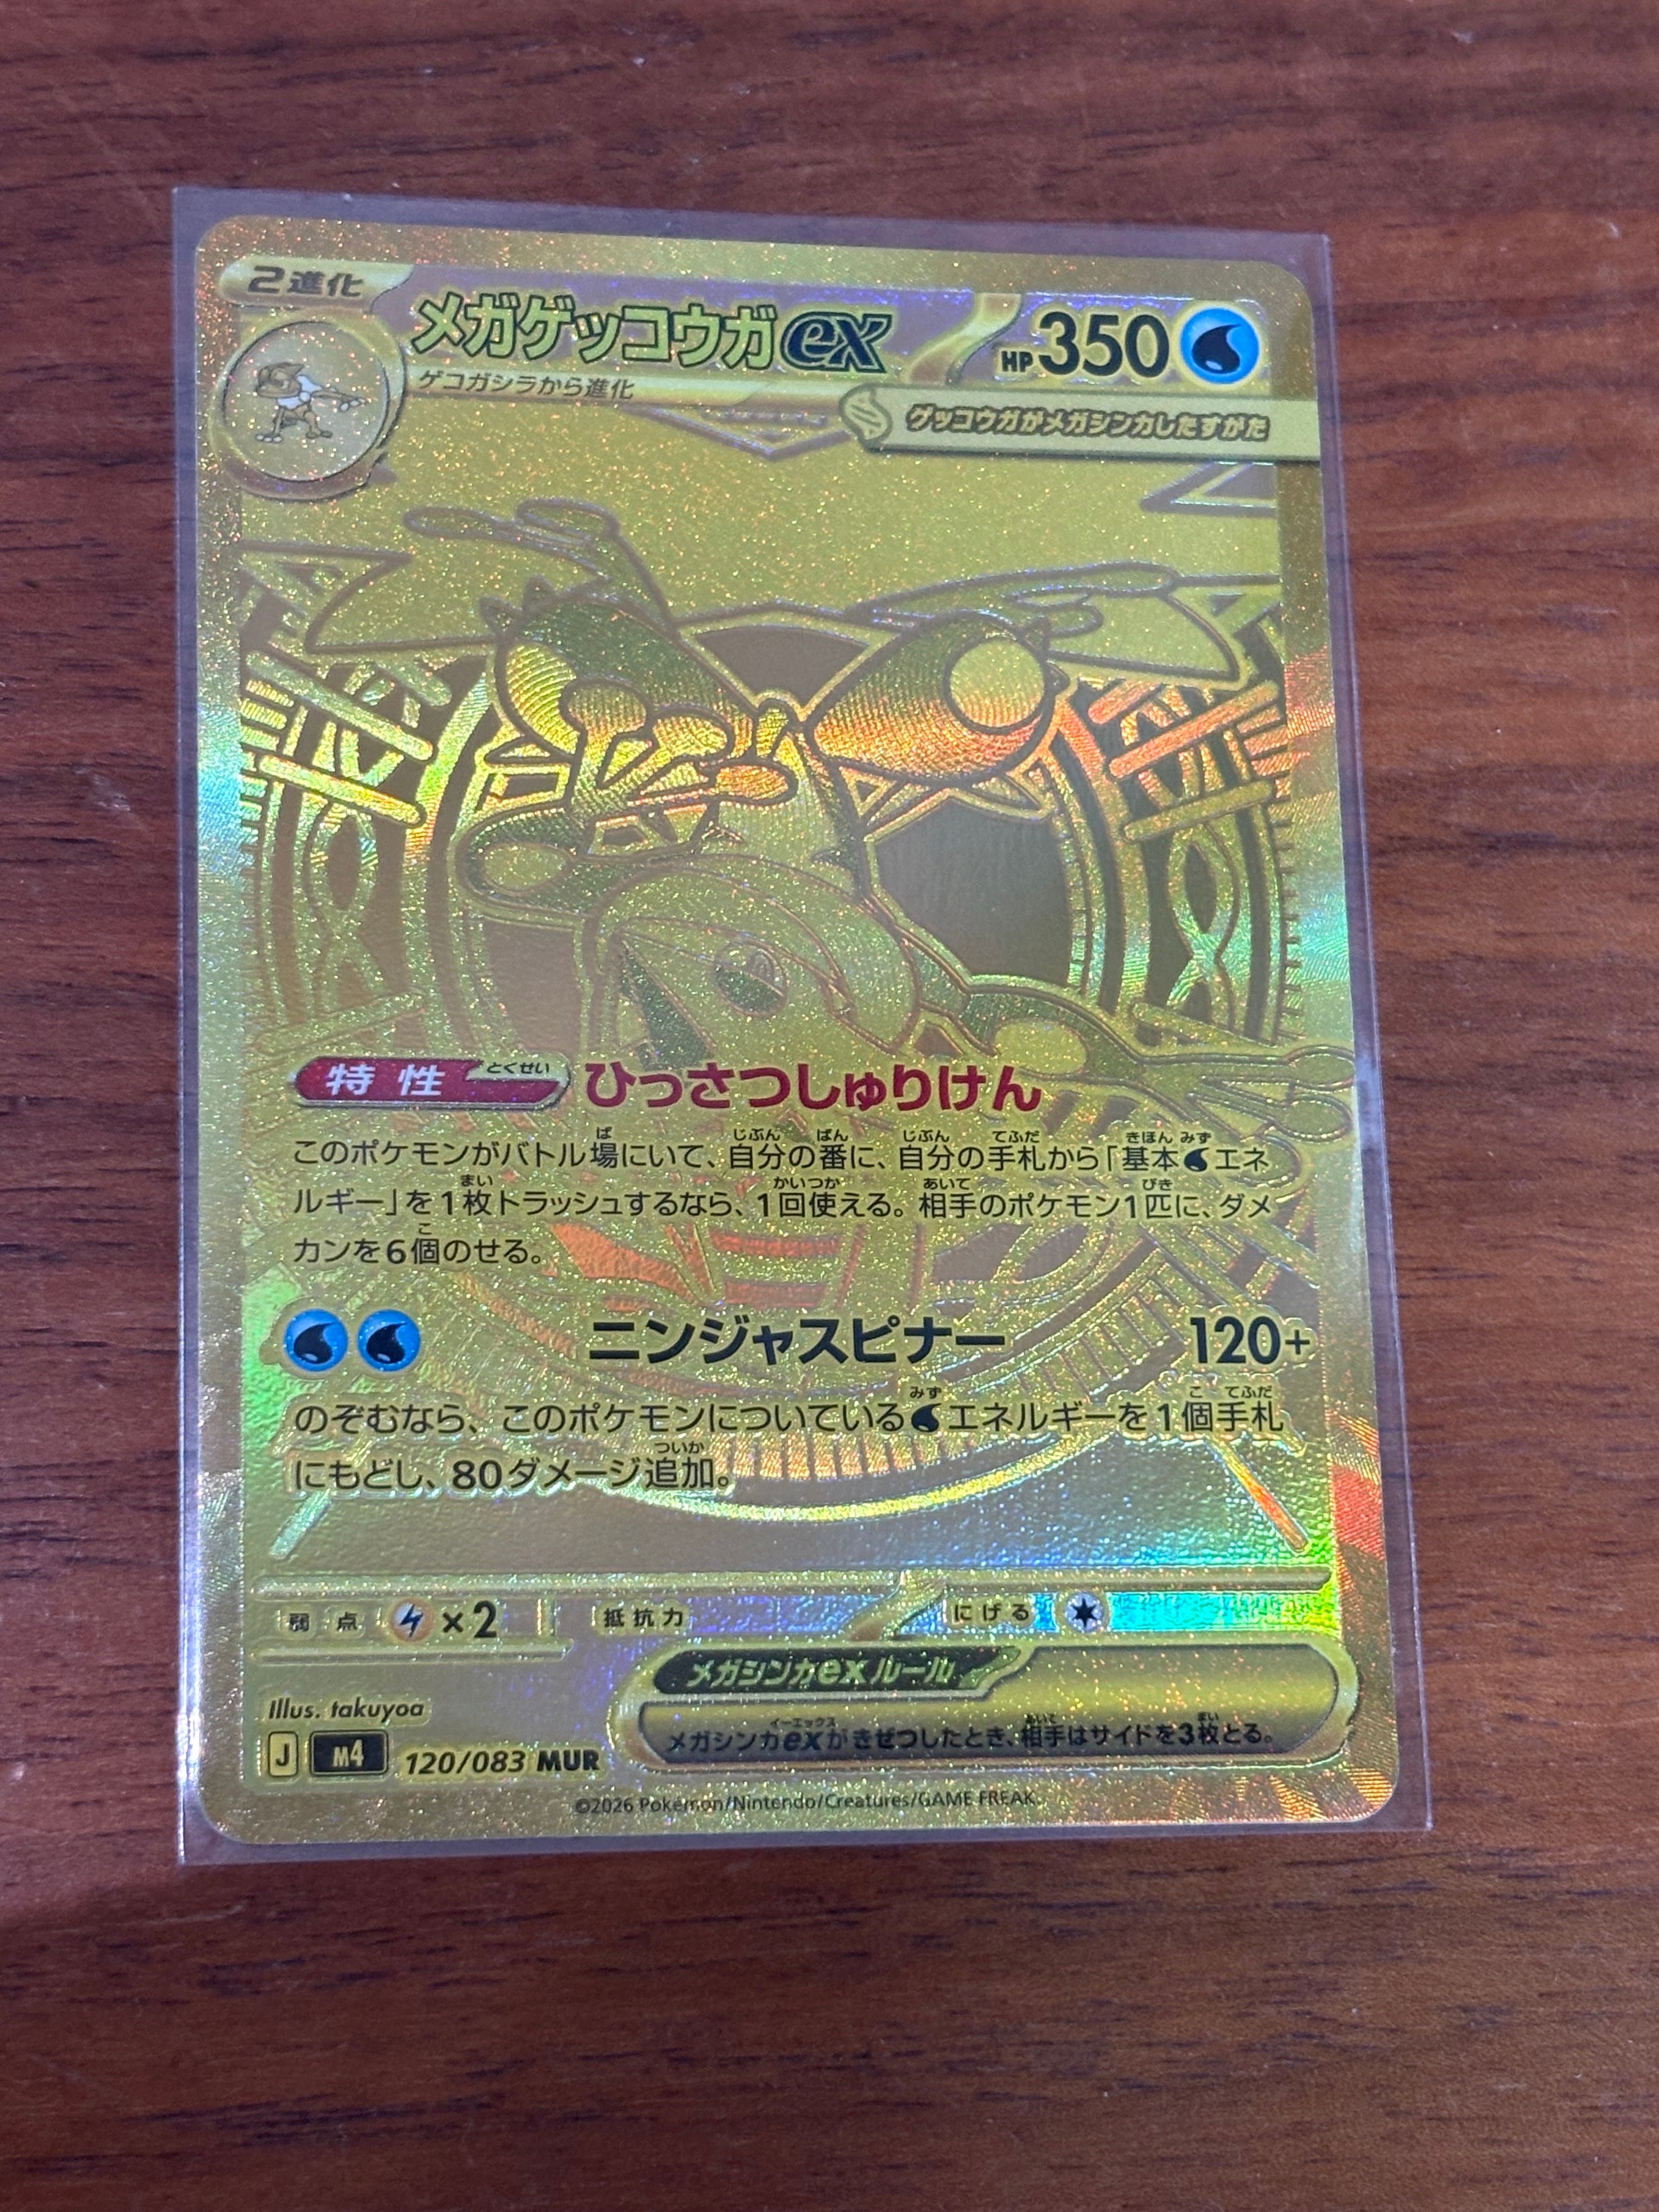 2進化
メガゲッコウガex
HP350
ゲコガシラから進化
ゲッコウガがメガシンカしたすがた
特性 とくせい ひっさつしゅりけん
このポケモンがバトル場にいて、自分の番に、自分の手札から「基本エネ
ルギー」を1枚トラッシュするなら、1回使える。相手のポケモン1匹に、ダメ
カンを6個のせる。
ニンジャスピナー 120+
のぞむなら、このポケモンについているエネルギーを1個手札
にもどし、80ダメージ追加。
弱点 ×2 抵抗力 にげる
メガシンカexルール
メガシンカexがきぜつしたとき、相手はサイドを3枚とる。
Illus. takuyoa
J M4 120/083 MUR
©2026 Pokémon/Nintendo/Creatures/GAME FREAK.